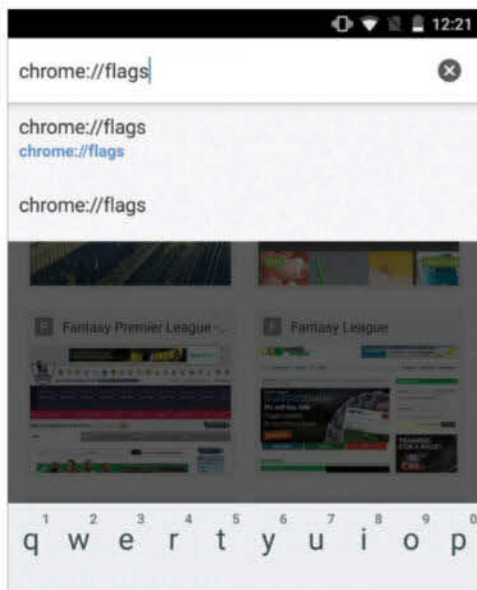 12:21
chrome://flags
chrome://flags
chrome://flags
chrome://flags
P Fantasy Premier League -...
F Fantasy League
1 2 3 4 5 6 7 8 9 0
q w e r t y u i o p